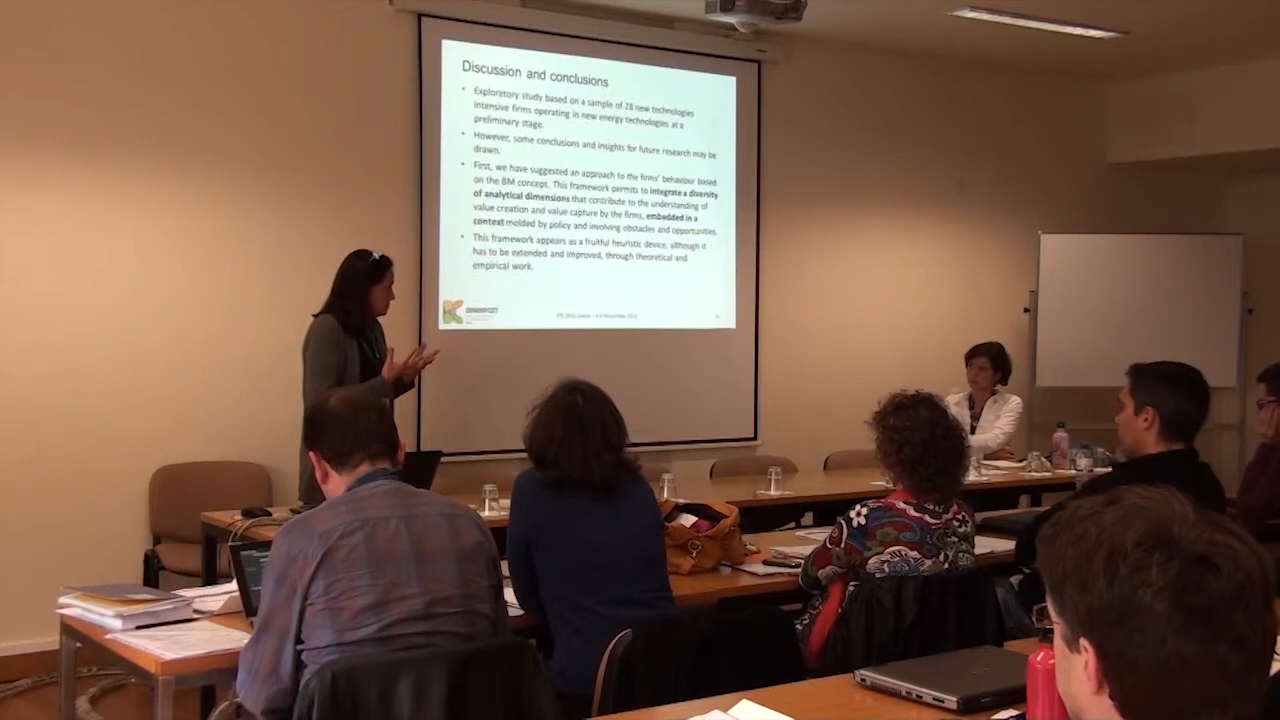 Discussion and conclusions
• Exploratory study based on a sample of 28 new technologies
intensive firms operating in new energy technologies at a
preliminary stage.
• However, some conclusions and insights for future research may be
drawn.
• First, we have suggested an approach to the firms' behaviour based
on the BM concept. This framework permits to integrate a diversity
of analytical dimensions that contribute to the understanding of
value creation and value capture by the firms, embedded in a
context molded by policy and involving obstacles and opportunities.
• This framework appears as a fruitful heuristic device, although it
has to be extended and improved, through theoretical and
empirical work.